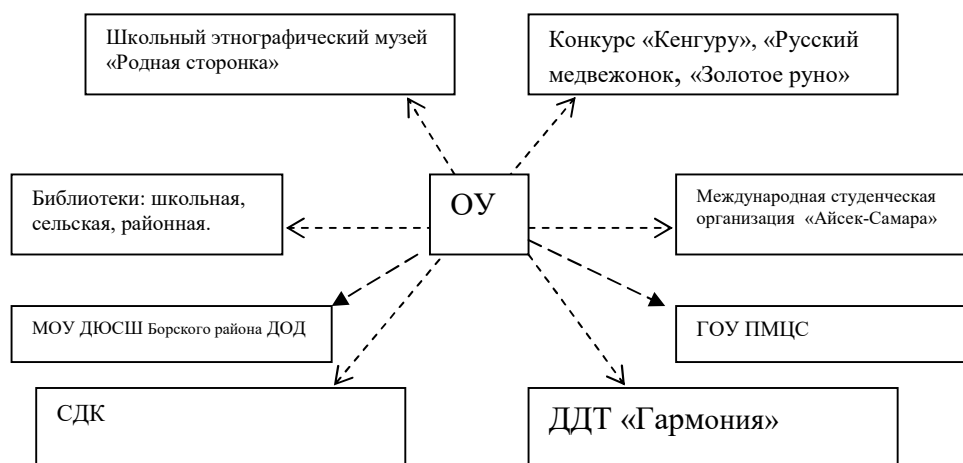 Школьный этнографический музей
«Родная сторонка»
Конкурс «Кенгуру», «Русский
медвежонок, «Золотое руно»
Библиотеки: школьная,
сельская, районная.
ОУ
Международная студенческая
организация «Айсек-Самара»
МОУ ДЮСШ Борского района ДОД
ГОУ ПМЦС
СДК
ДДТ «Гармония»